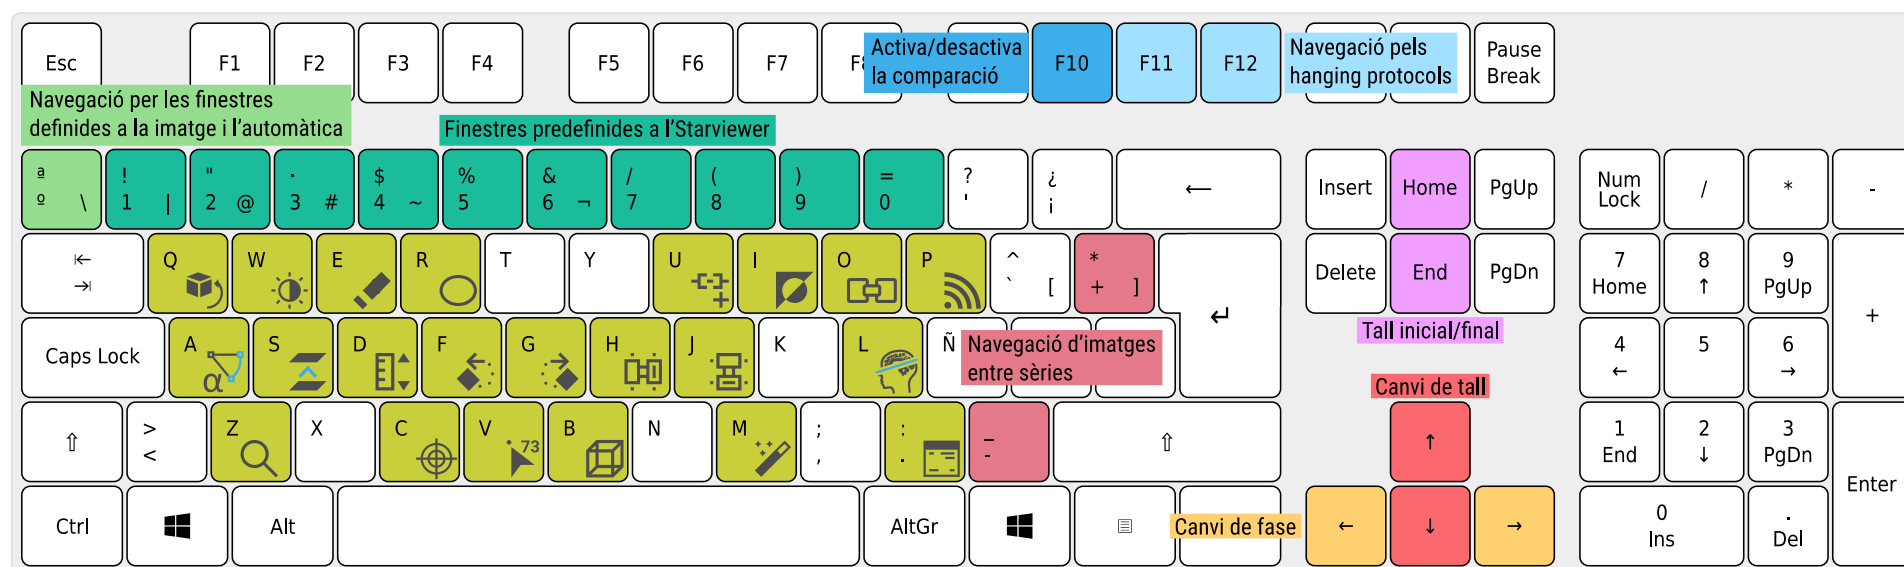 Esc F1 F2 F3 F4 F5 F6 F7 F8 Activa/desactiva F10 F11 F12 Navegació pels Pause
la comparació hanging protocols Break
Navegació per les finestres
definides a la imatge i l'automàtica Finestres predefinides a l'Starviewer
ª ! " · $ % & / ( ) = ? ¿
º \ 1 | 2 @ 3 # 4 ~ 5 6 ¬ 7 8 9 0 ' ¡ ← Insert Home PgUp Num Lock / * -
⇤ ⇥ Q W E R T Y U I O P ^ ` [ * + ] ↵ Delete End PgDn 7 Home 8 ↑ 9 PgUp +
Tall inicial/final
Caps Lock A α S D F G H J K L Ñ Navegació d'imatges 4 ← 5 6 →
entre sèries
Canvi de tall
⇧ > < Z X C V 73 B N M ; , : . _ - ⇧ ↑ 1 End 2 ↓ 3 PgDn Enter
Ctrl Alt AltGr Canvi de fase ← ↓ → 0 Ins . Del